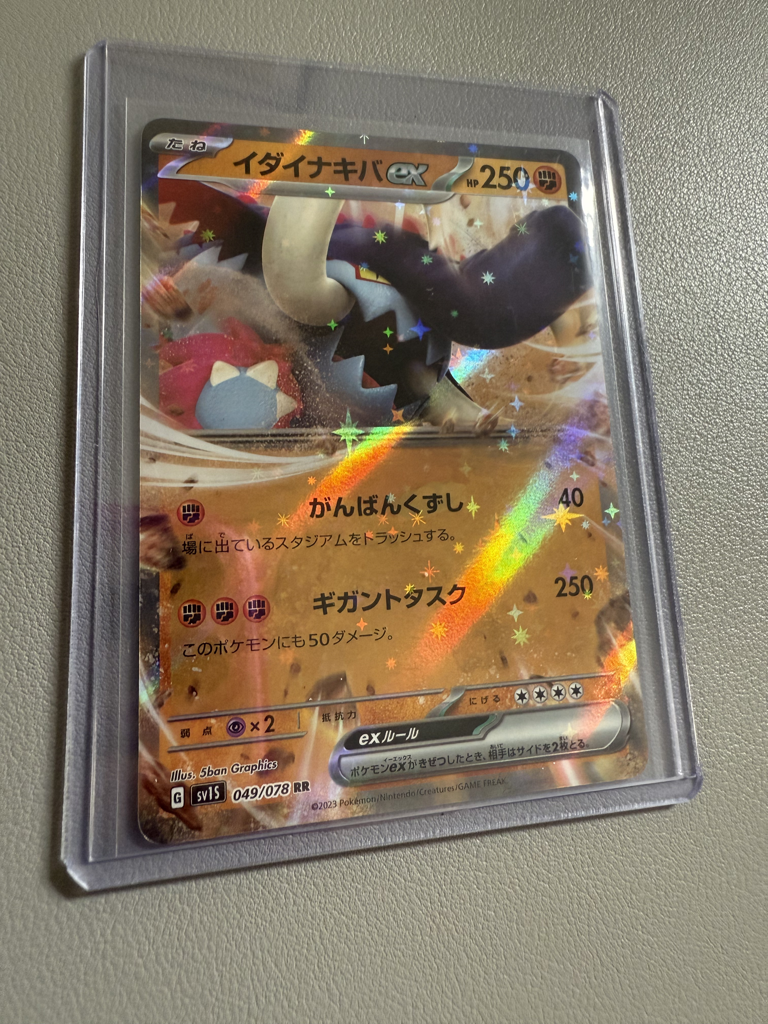 たね イダイナキバex HP 250
がんばんくずし 40
場に出ているスタジアムをトラッシュする。
ギガントタスク 250
このポケモンにも50ダメージ。
弱点 ×2 抵抗力 にげる
exルール
ポケモンexがきぜつしたとき、相手はサイドを2枚とる。
Illus. 5ban Graphics
G sv1S 049/078 RR
©2023 Pokémon/Nintendo/Creatures/GAME FREAK.